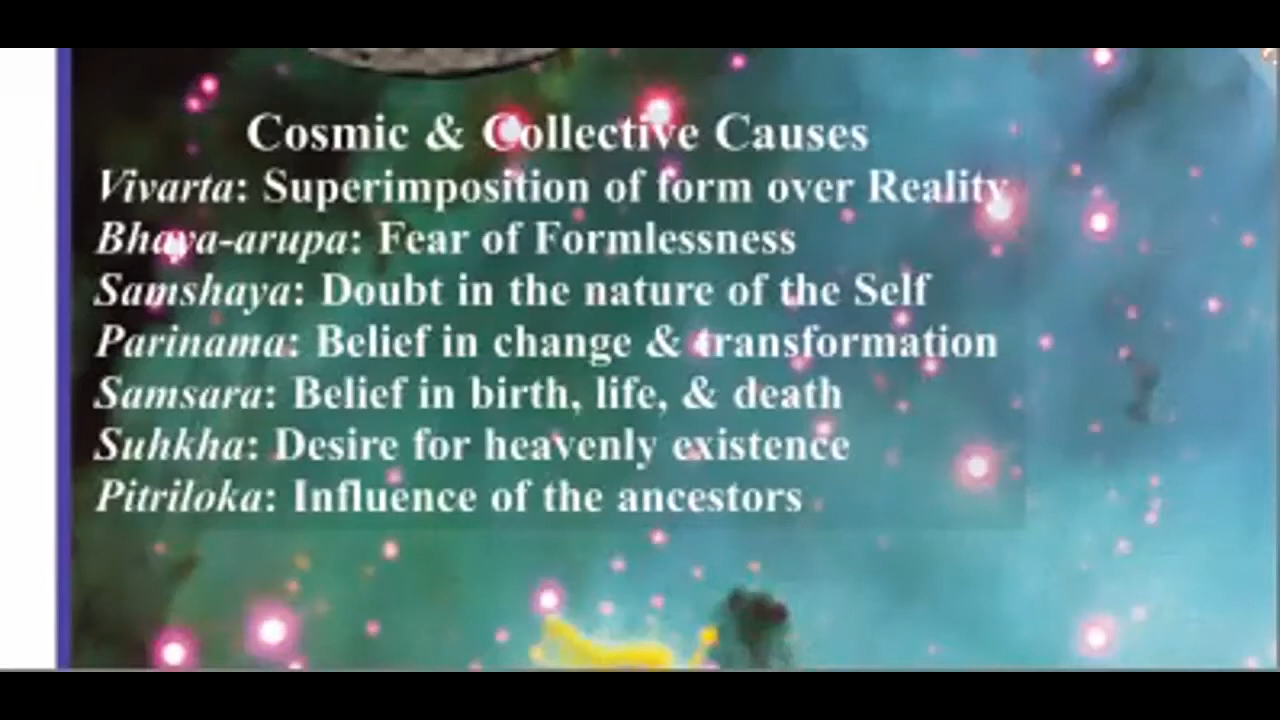 Cosmic & Collective Causes
Vivarta: Superimposition of form over Reality
Bhaya-arupa: Fear of Formlessness
Samshaya: Doubt in the nature of the Self
Parinama: Belief in change & transformation
Samsara: Belief in birth, life, & death
Suhkha: Desire for heavenly existence
Pitriloka: Influence of the ancestors